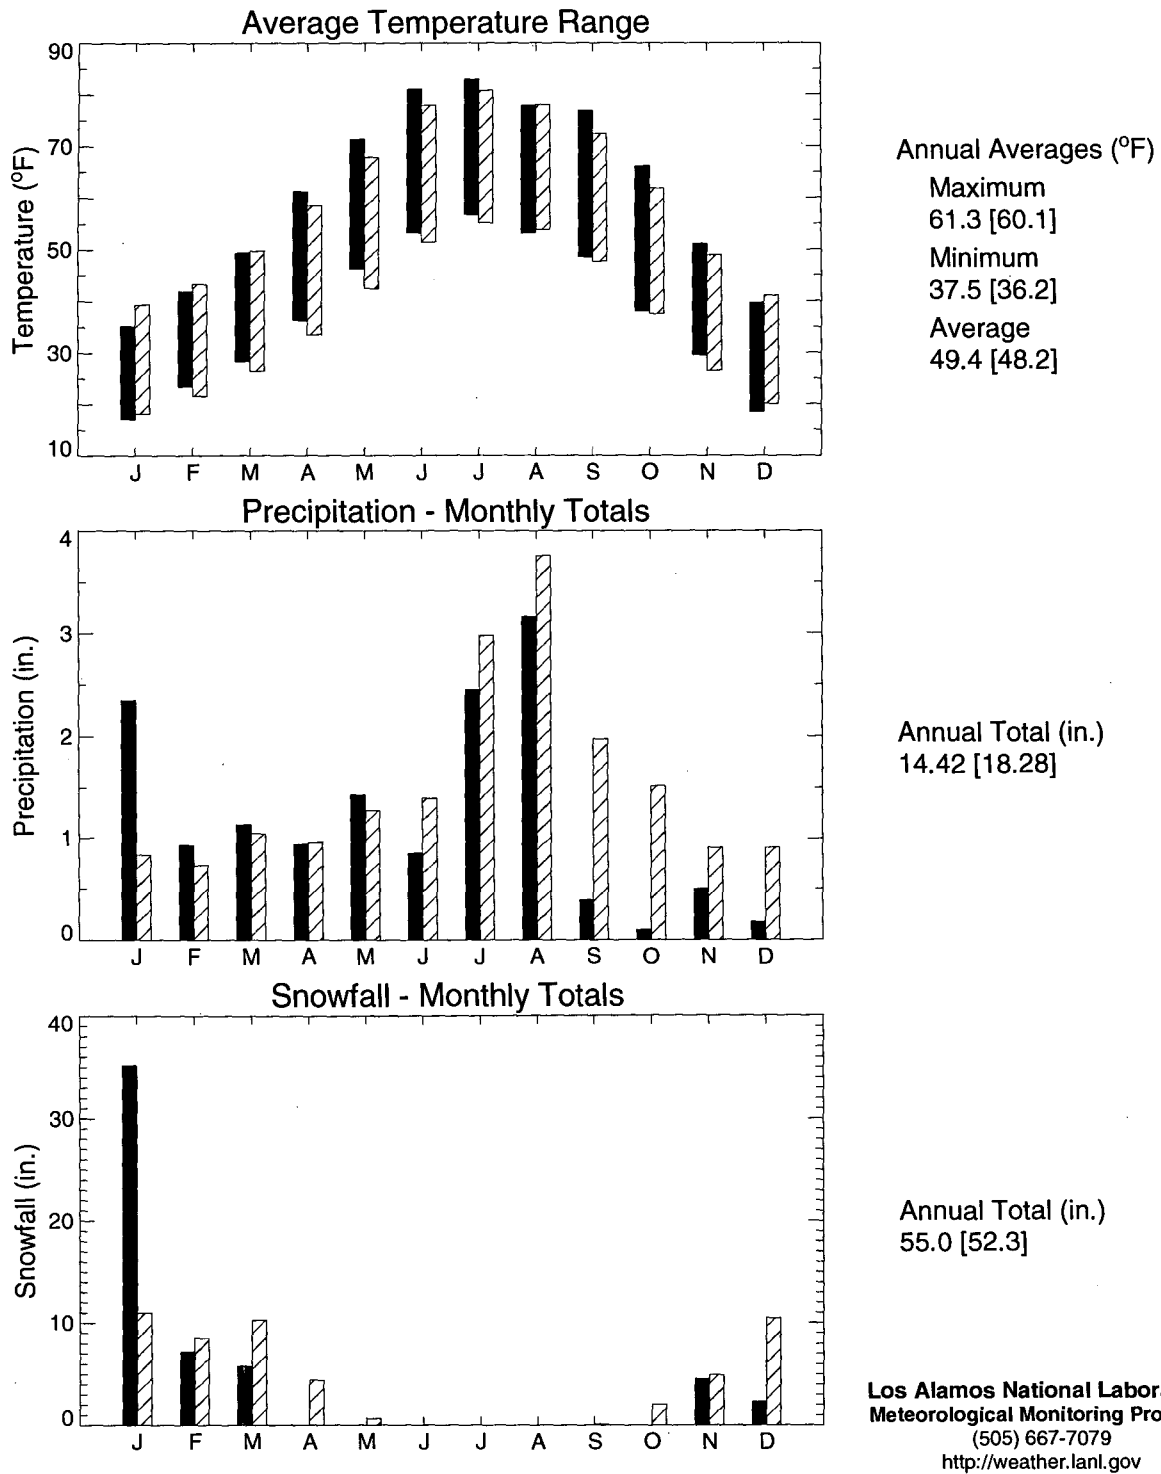 Average Temperature Range
90
70
50
30
10
Temperature (°F)
J F M A M J J A S O N D
Annual Averages (°F)
Maximum
61.3 [60.1]
Minimum
37.5 [36.2]
Average
49.4 [48.2]
Precipitation - Monthly Totals
4
3
2
1
0
Precipitation (in.)
J F M A M J J A S O N D
Annual Total (in.)
14.42 [18.28]
Snowfall - Monthly Totals
40
30
20
10
0
Snowfall (in.)
J F M A M J J A S O N D
Annual Total (in.)
55.0 [52.3]
Los Alamos National Labora
Meteorological Monitoring Pro
(505) 667-7079
http://weather.lanl.gov